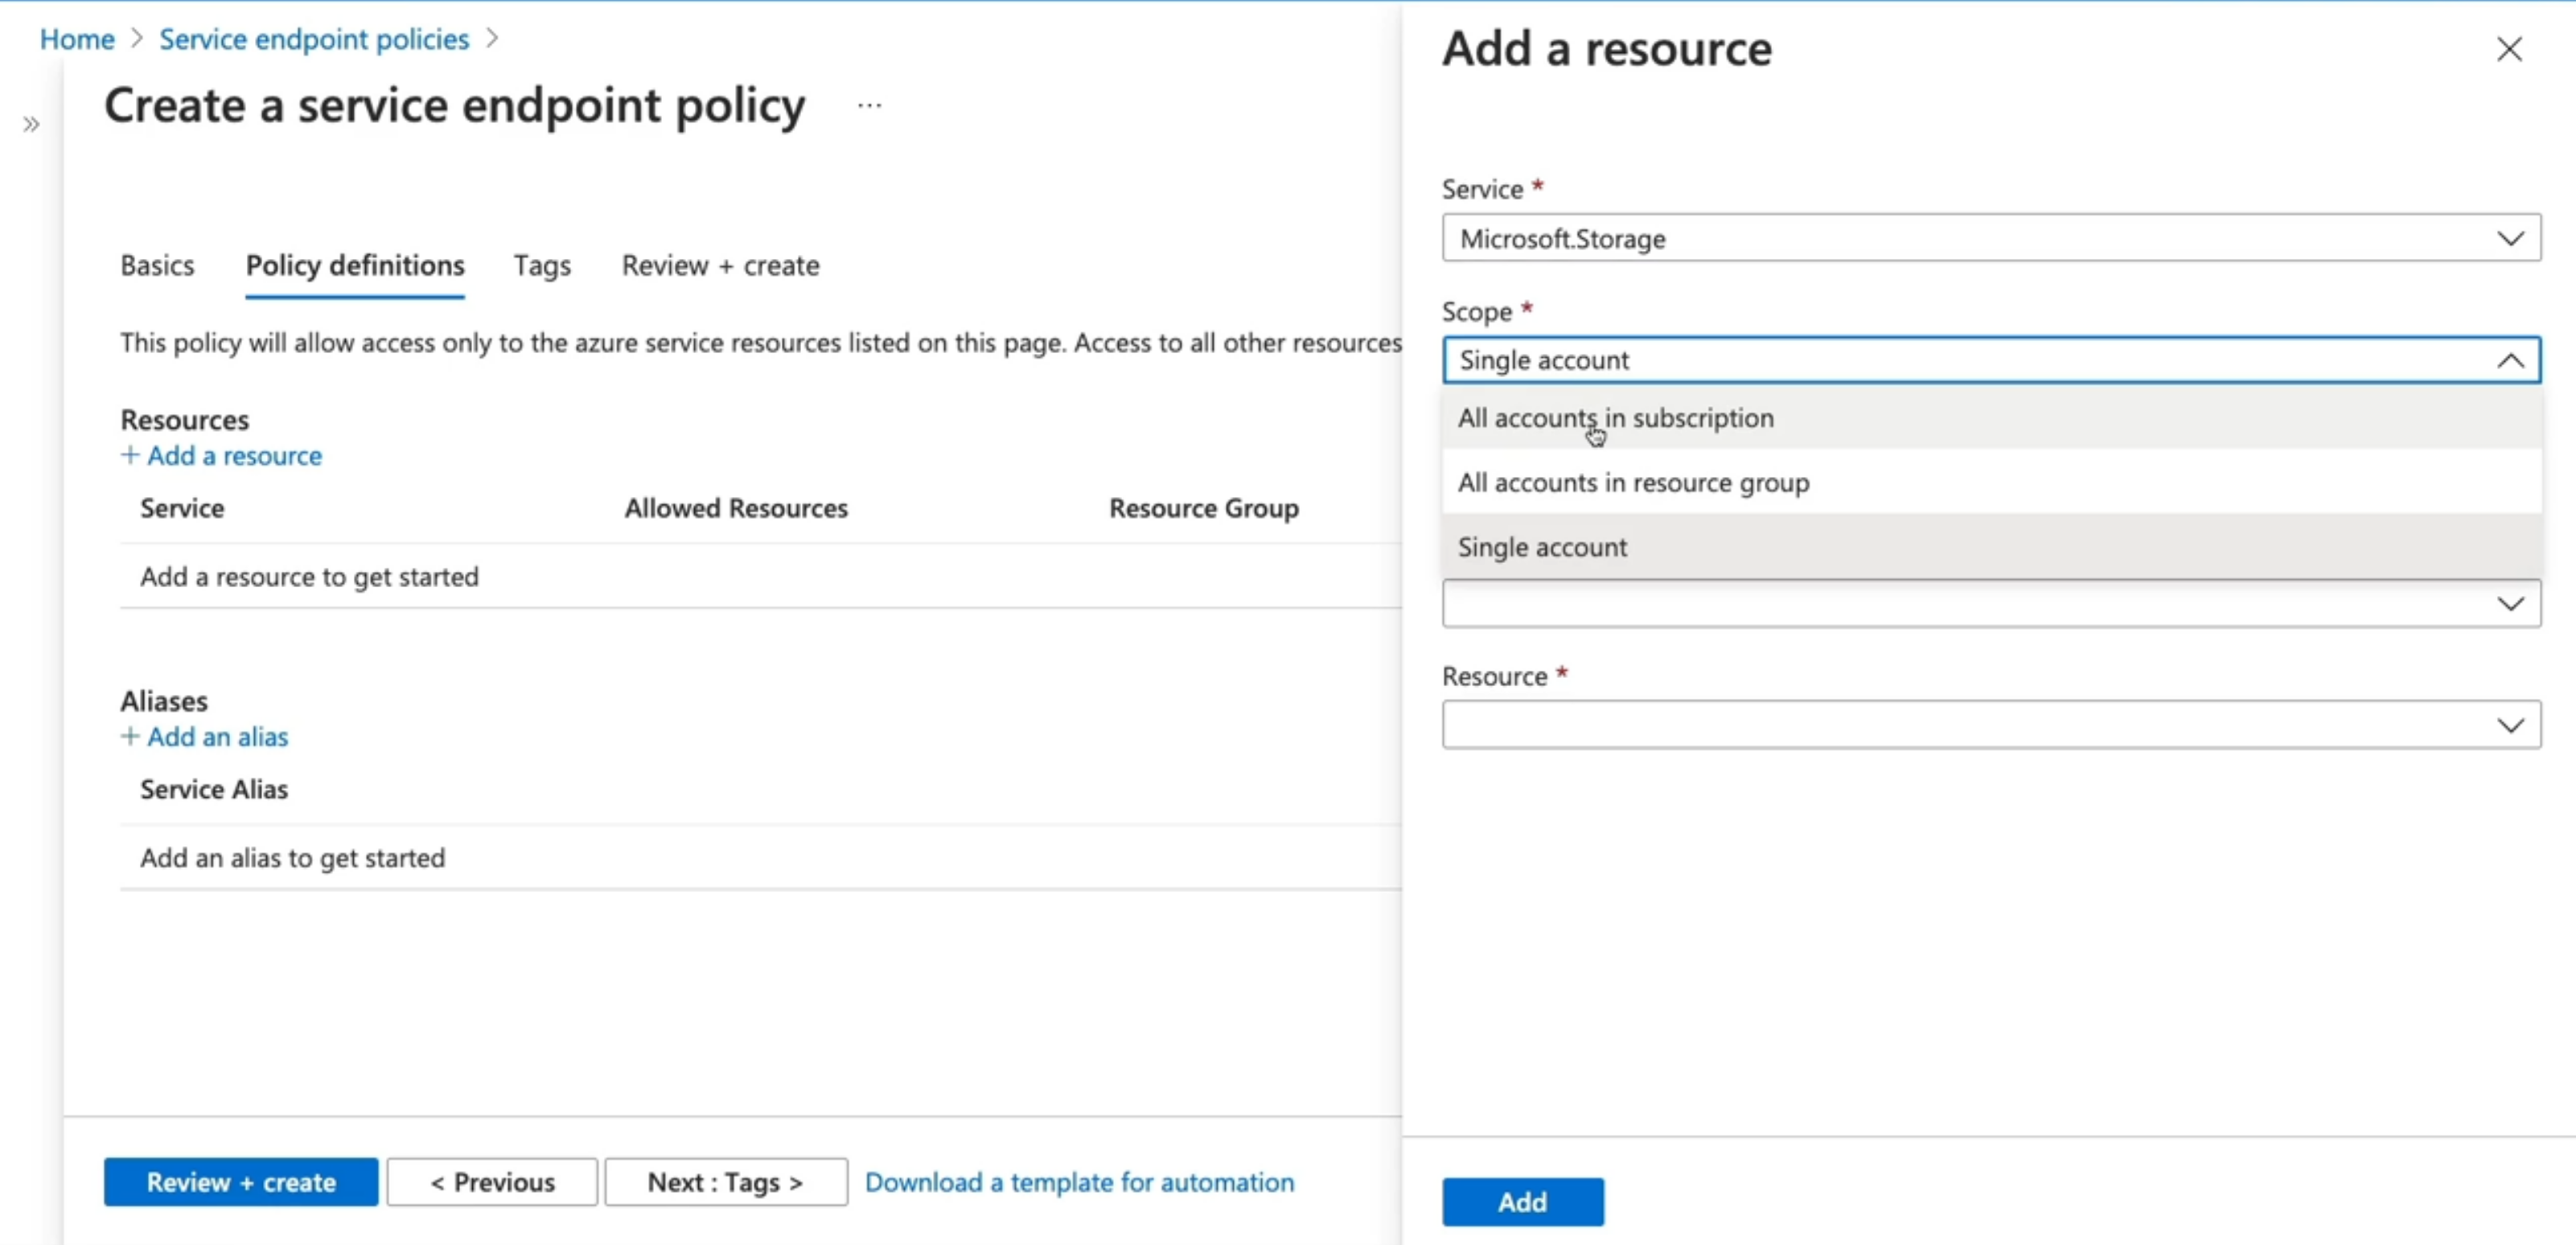 Home > Service endpoint policies >
Create a service endpoint policy ...
»
Basics Policy definitions Tags Review + create
This policy will allow access only to the azure service resources listed on this page. Access to all other resources
Resources
+ Add a resource
Service Allowed Resources Resource Group
Add a resource to get started
Aliases
+ Add an alias
Service Alias
Add an alias to get started
Review + create < Previous Next : Tags > Download a template for automation
Add a resource
Service *
Microsoft.Storage
Scope *
Single account
All accounts in subscription
All accounts in resource group
Single account
Resource *
Add